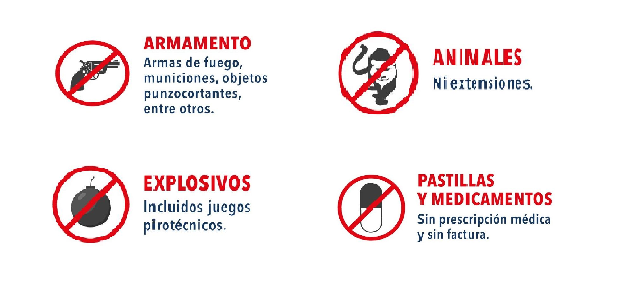 ARMAMENTO
Armas de fuego,
municiones, objetos
punzocortantes,
entre otros.
ANIMALES
Ni extensiones.
EXPLOSIVOS
Incluidos juegos
pirotécnicos.
PASTILLAS
Y MEDICAMENTOS
Sin prescripción médica
y sin factura.